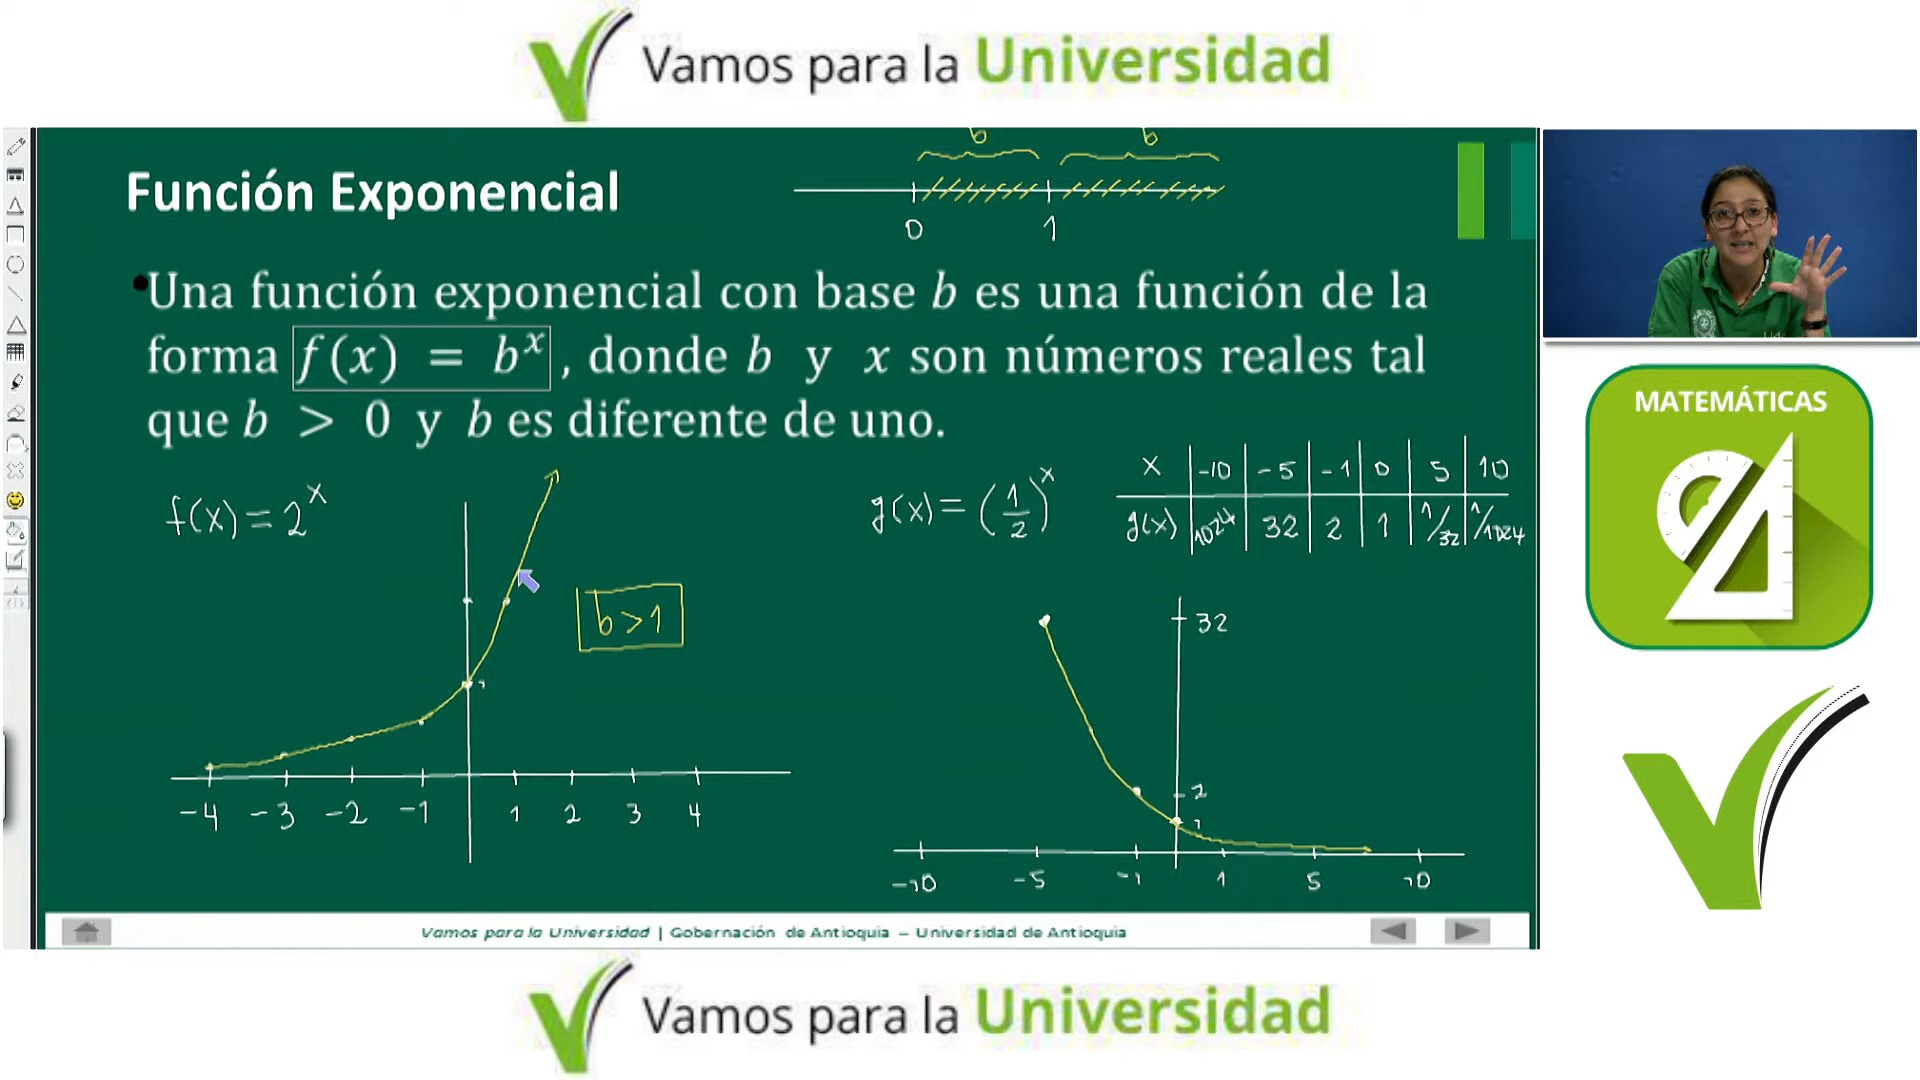 Vamos para la Universidad
b b
0 1
Función Exponencial
•Una función exponencial con base b es una función de la
forma f(x) = b^x , donde b y x son números reales tal
que b > 0 y b es diferente de uno.
MATEMÁTICAS
f(x) = 2^x
g(x) = (1/2)^x
x | -10 | -5 | -1 | 0 | 5 | 10
g(x) | 1024 | 32 | 2 | 1 | 1/32 | 1/1024
b > 1
1
-4 -3 -2 -1 1 2 3 4
32
2
1
-10 -5 -1 1 5 10
Vamos para la Universidad | Gobernación de Antioquia – Universidad de Antioquia
Vamos para la Universidad